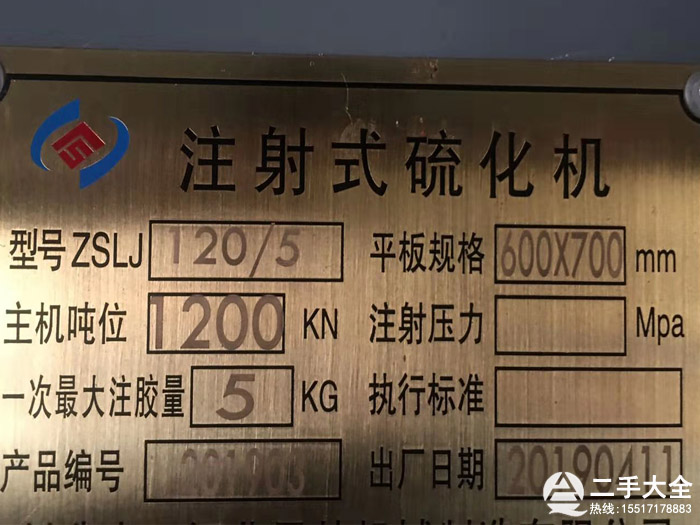 注射式硫化机
型号ZSLJ 120/5 平板规格 600X700 mm
主机吨位 1200 KN 注射压力 Mpa
一次最大注胶量 5 KG 执行标准
产品编号 出厂日期 20190411
二手大全
热线:15517178883